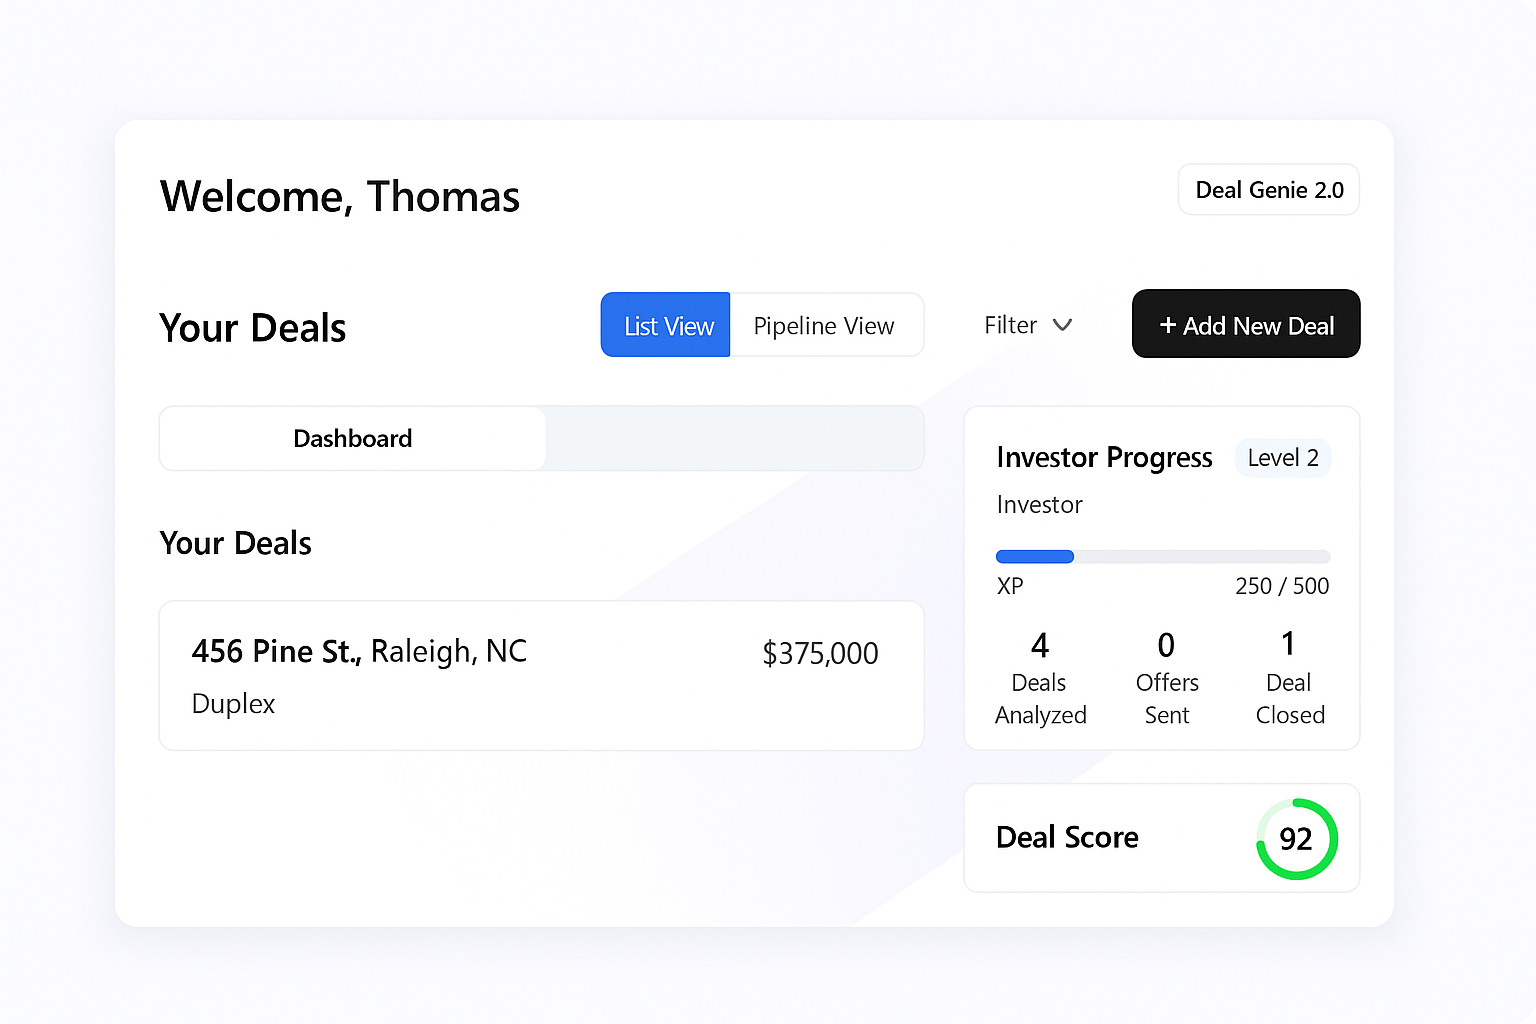 Welcome, Thomas
Deal Genie 2.0
Your Deals
List View
Pipeline View
Filter
+ Add New Deal
Dashboard
Your Deals
456 Pine St., Raleigh, NC
$375,000
Duplex
Investor Progress
Level 2
Investor
XP
250 / 500
4
Deals
Analyzed
0
Offers
Sent
1
Deal
Closed
Deal Score
92